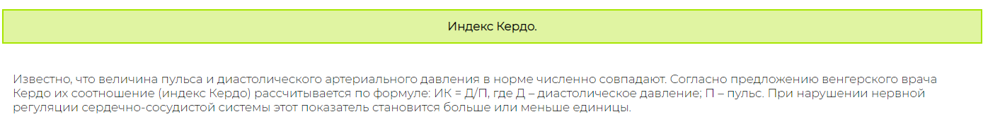 Индекс Кердо.
Известно, что величина пульса и диастолического артериального давления в норме численно совпадают. Согласно предложению венгерского врача
Кердо их соотношение (индекс Кердо) рассчитывается по формуле: ИК = Д/П, где Д – диастолическое давление; П – пульс. При нарушении нервной
регуляции сердечно-сосудистой системы этот показатель становится больше или меньше единицы.